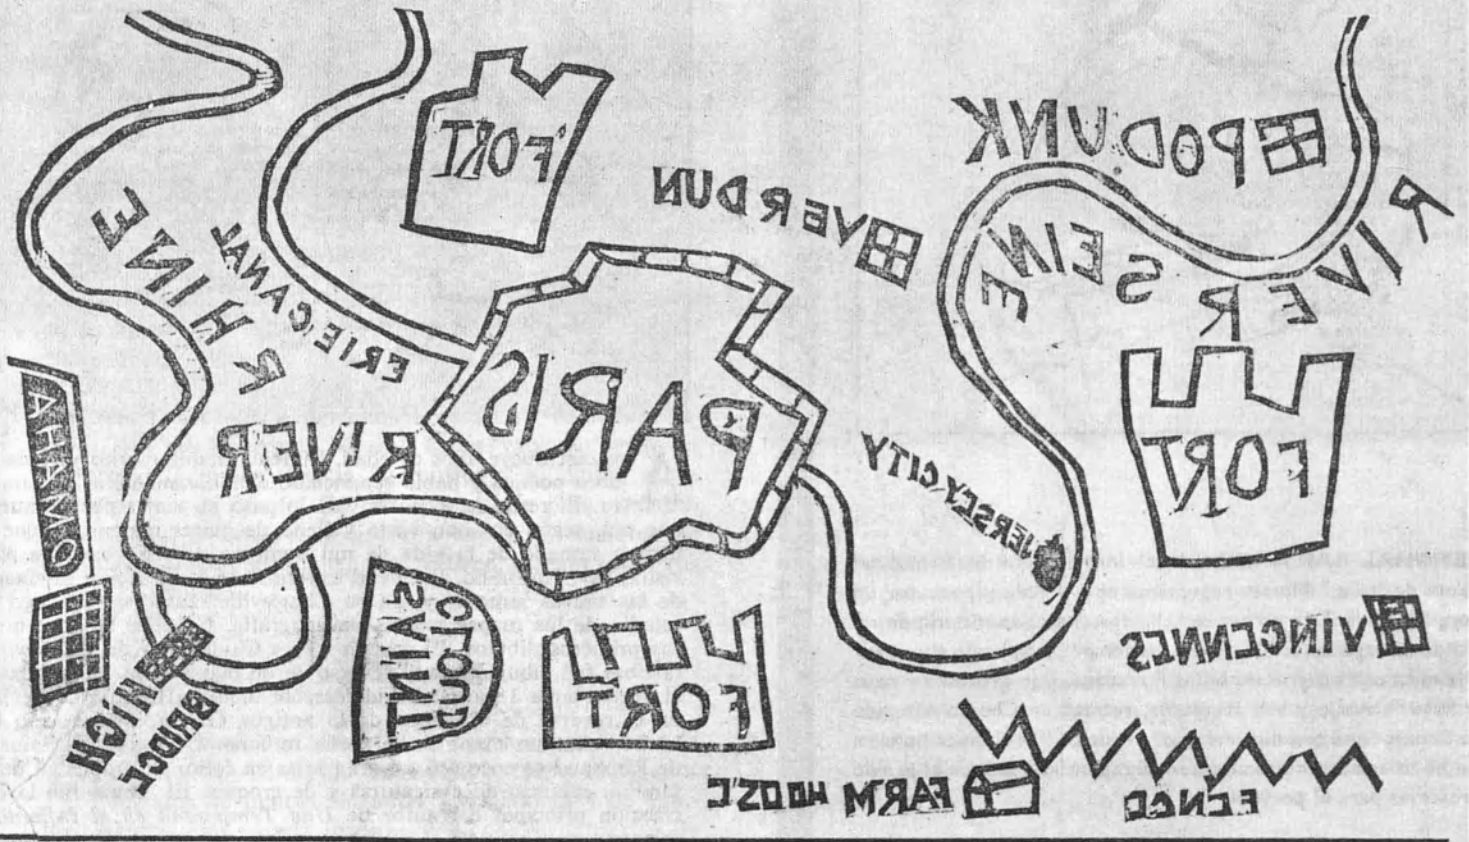 FORT
PODUNK
VERDUN
RIVER SEINE
RIVER RHINE
ERIE CANAL
PARIS
FORT
JERSEY CITY
OMAHA
ST CLOUD
FORT
VINCENNES
HIGH BRIDGE
FARM HOUSE
FENCE